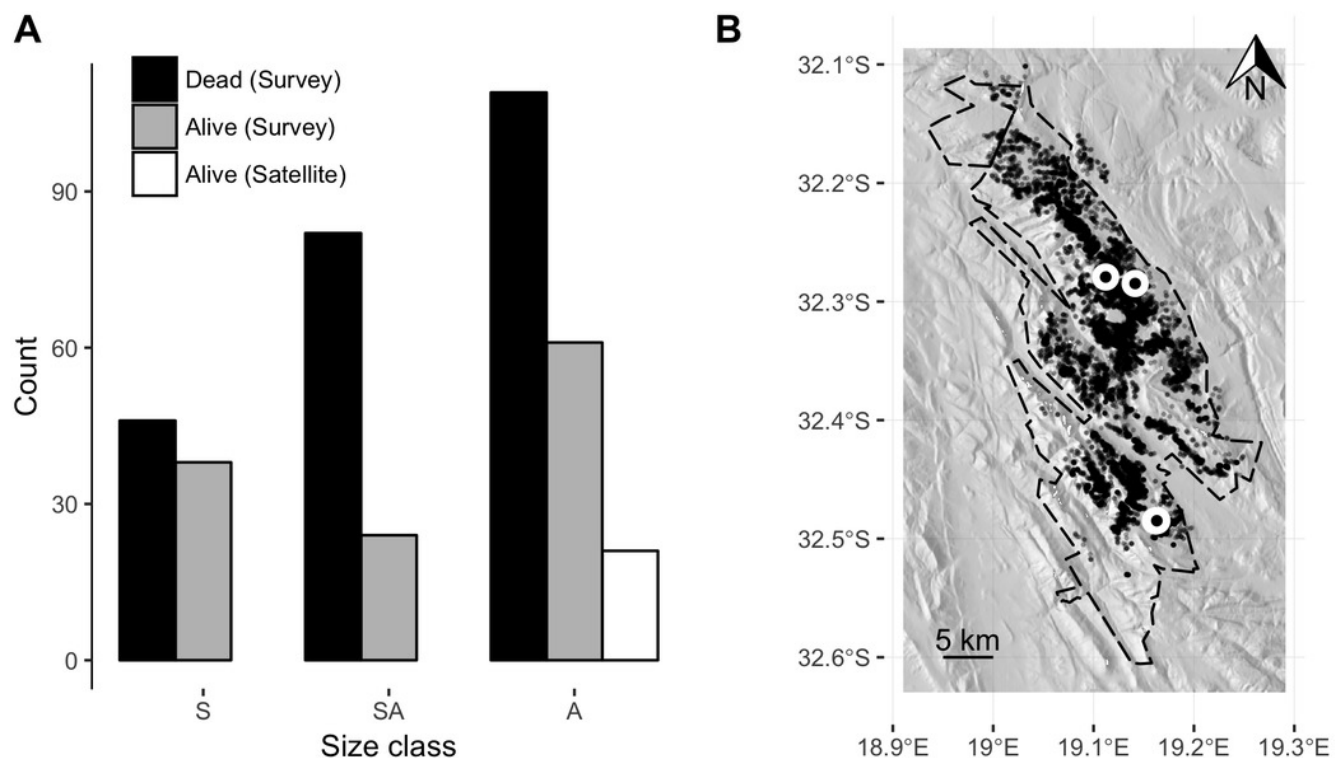 A
Dead (Survey)
Alive (Survey)
Alive (Satellite)
90
60
30
0
Count
S SA A
Size class
B
N
32.1°S
32.2°S
32.3°S
32.4°S
32.5°S
32.6°S
5 km
18.9°E 19°E 19.1°E 19.2°E 19.3°E